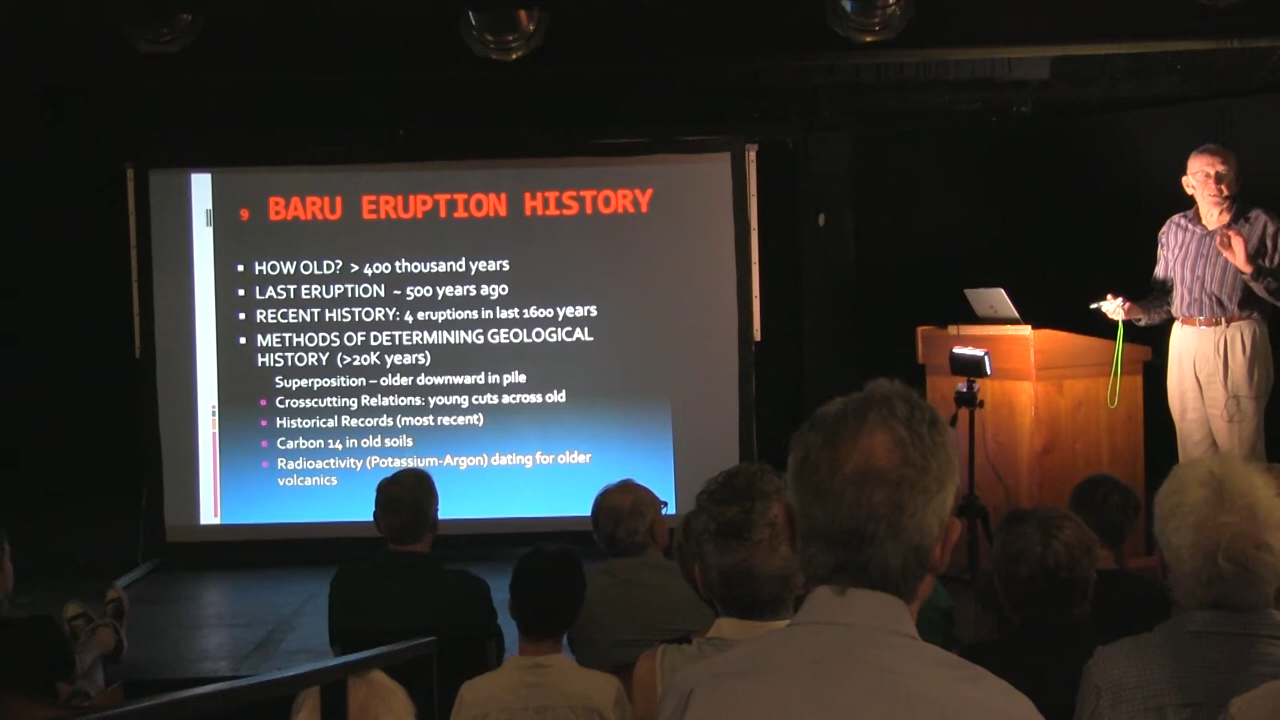 9 BARU ERUPTION HISTORY
HOW OLD? > 400 thousand years
LAST ERUPTION ~ 500 years ago
RECENT HISTORY: 4 eruptions in last 1600 years
METHODS OF DETERMINING GEOLOGICAL
HISTORY (>20K years)
Superposition – older downward in pile
Crosscutting Relations: young cuts across old
Historical Records (most recent)
Carbon 14 in old soils
Radioactivity (Potassium-Argon) dating for older
volcanics